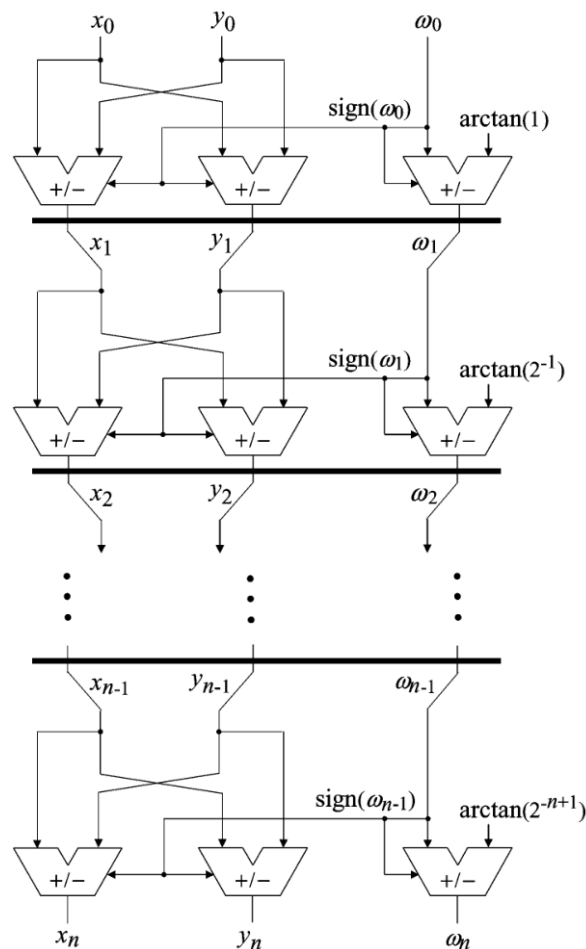 x₀ y₀ ω₀
sign(ω₀) arctan(1)
+/− +/− +/−
x₁ y₁ ω₁
sign(ω₁) arctan(2⁻¹)
+/− +/− +/−
x₂ y₂ ω₂
xₙ₋₁ yₙ₋₁ ωₙ₋₁
sign(ωₙ₋₁) arctan(2⁻ⁿ⁺¹)
+/− +/− +/−
xₙ yₙ ωₙ